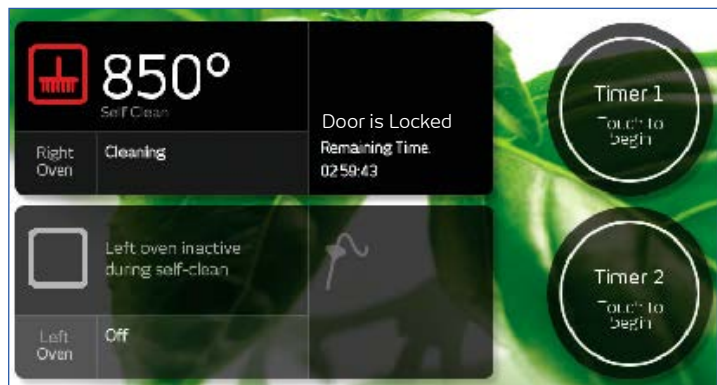 850°
Self Clean
Door is Locked
Remaining Time:
02:59:43
Right
Oven
Cleaning
Left oven inactive
during self-clean
Left
Oven
Off
Timer 1
Touch to
begin
Timer 2
Touch to
begin